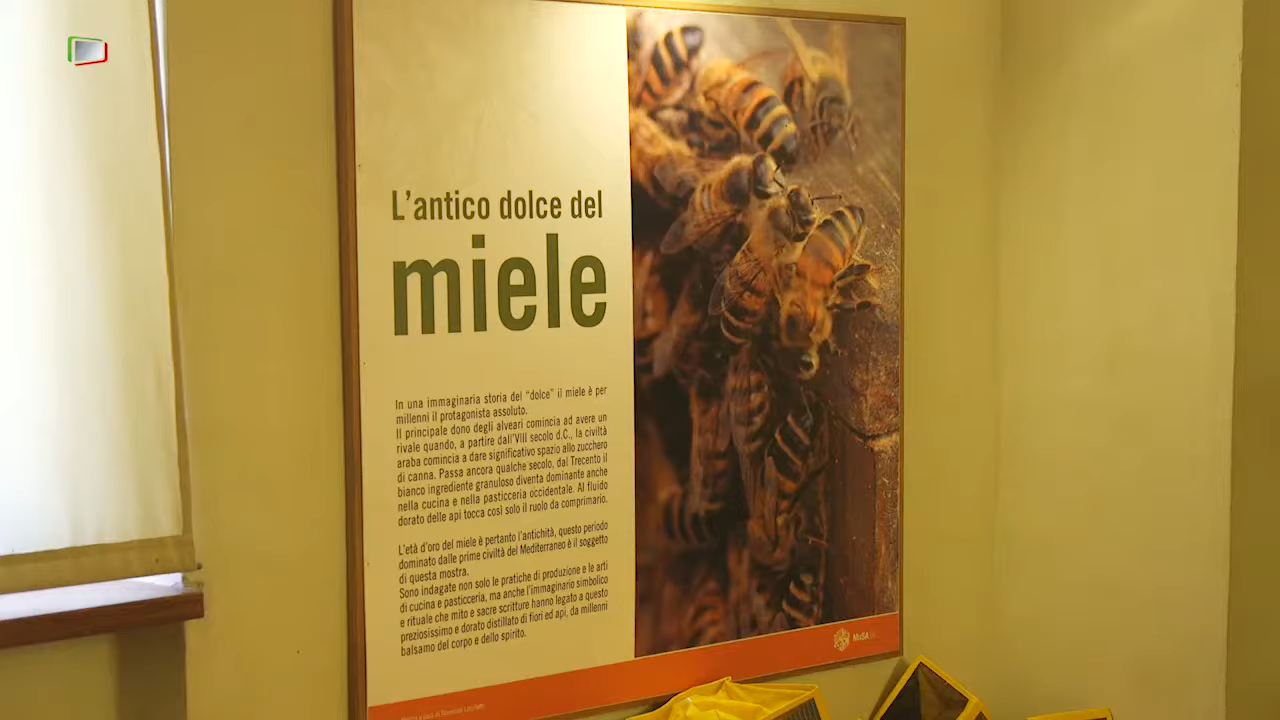 L'antico dolce del
miele
In una immaginaria storia del "dolce" il miele è per
millenni il protagonista assoluto.
Il principale dono degli alveari comincia ad avere un
rivale quando, a partire dall'VIII secolo d.C., la civiltà
araba comincia a dare significativo spazio allo zucchero
di canna. Passa ancora qualche secolo, dal Trecento il
bianco ingrediente granuloso diventa dominante anche
nella cucina e nella pasticceria occidentale. Al fluido
dorato delle api tocca così solo il ruolo da comprimario.
L'età d'oro del miele è pertanto l'antichità, questo periodo
dominato dalle prime civiltà del Mediterraneo è il soggetto
di questa mostra.
Sono indagate non solo le pratiche di produzione e le arti
di cucina e pasticceria, ma anche l'immaginario simbolico
e rituale che mito e sacre scritture hanno legato a questo
preziosissimo e dorato distillato di fiori ed api, da millenni
balsamo del corpo e dello spirito.
MuSA